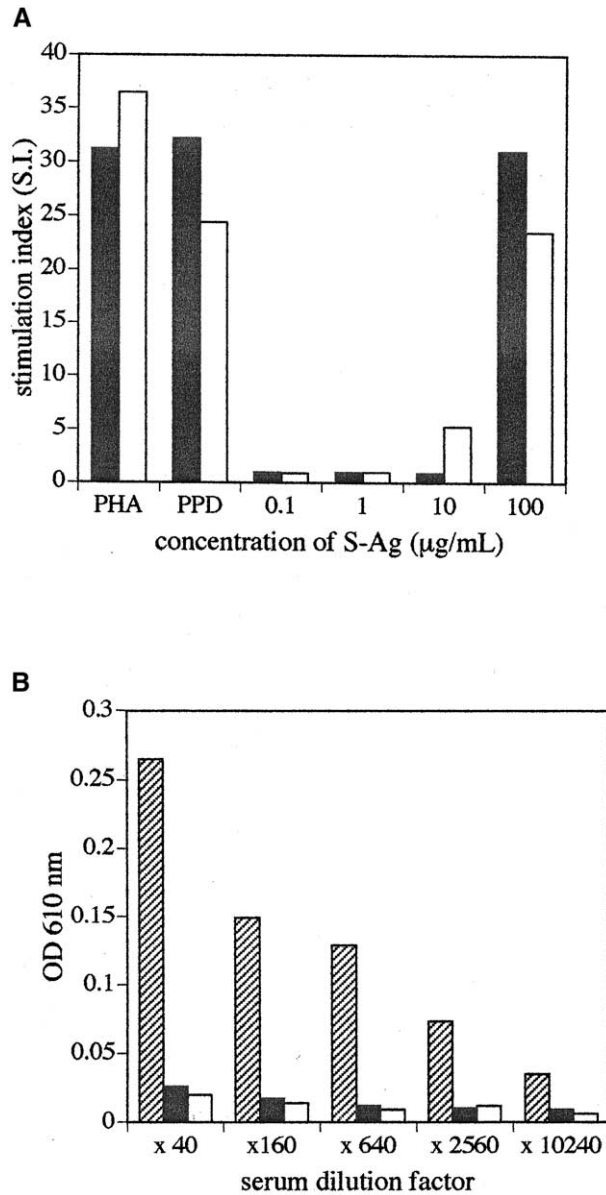 A
stimulation index (S.I.)
40
35
30
25
20
15
10
5
0
PHA PPD 0.1 1 10 100
concentration of S-Ag (µg/mL)
B
OD 610 nm
0.3
0.25
0.2
0.15
0.1
0.05
0
x 40 x160 x 640 x 2560 x 10240
serum dilution factor